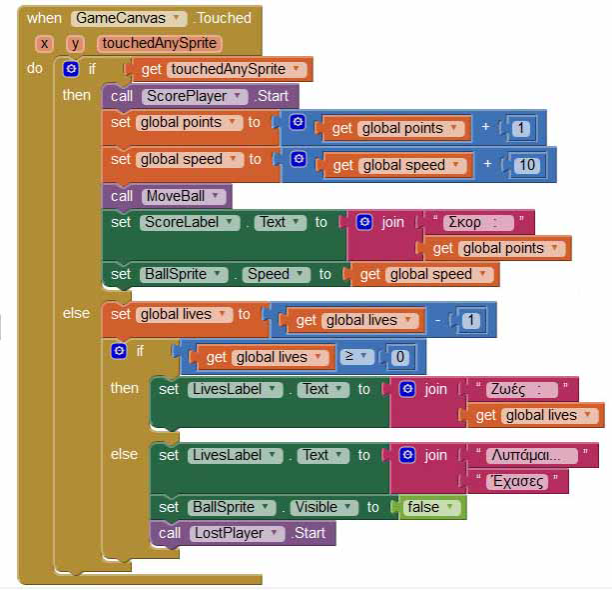 when GameCanvas .Touched
x y touchedAnySprite
do if get touchedAnySprite
then call ScorePlayer .Start
set global points to get global points + 1
set global speed to get global speed + 10
call MoveBall
set ScoreLabel . Text to join " Σκορ : "
get global points
set BallSprite . Speed to get global speed
else set global lives to get global lives - 1
if get global lives ≥ 0
then set LivesLabel . Text to join " Ζωές : "
get global lives
else set LivesLabel . Text to join " Λυπάμαι... "
" Έχασες "
set BallSprite . Visible to false
call LostPlayer .Start